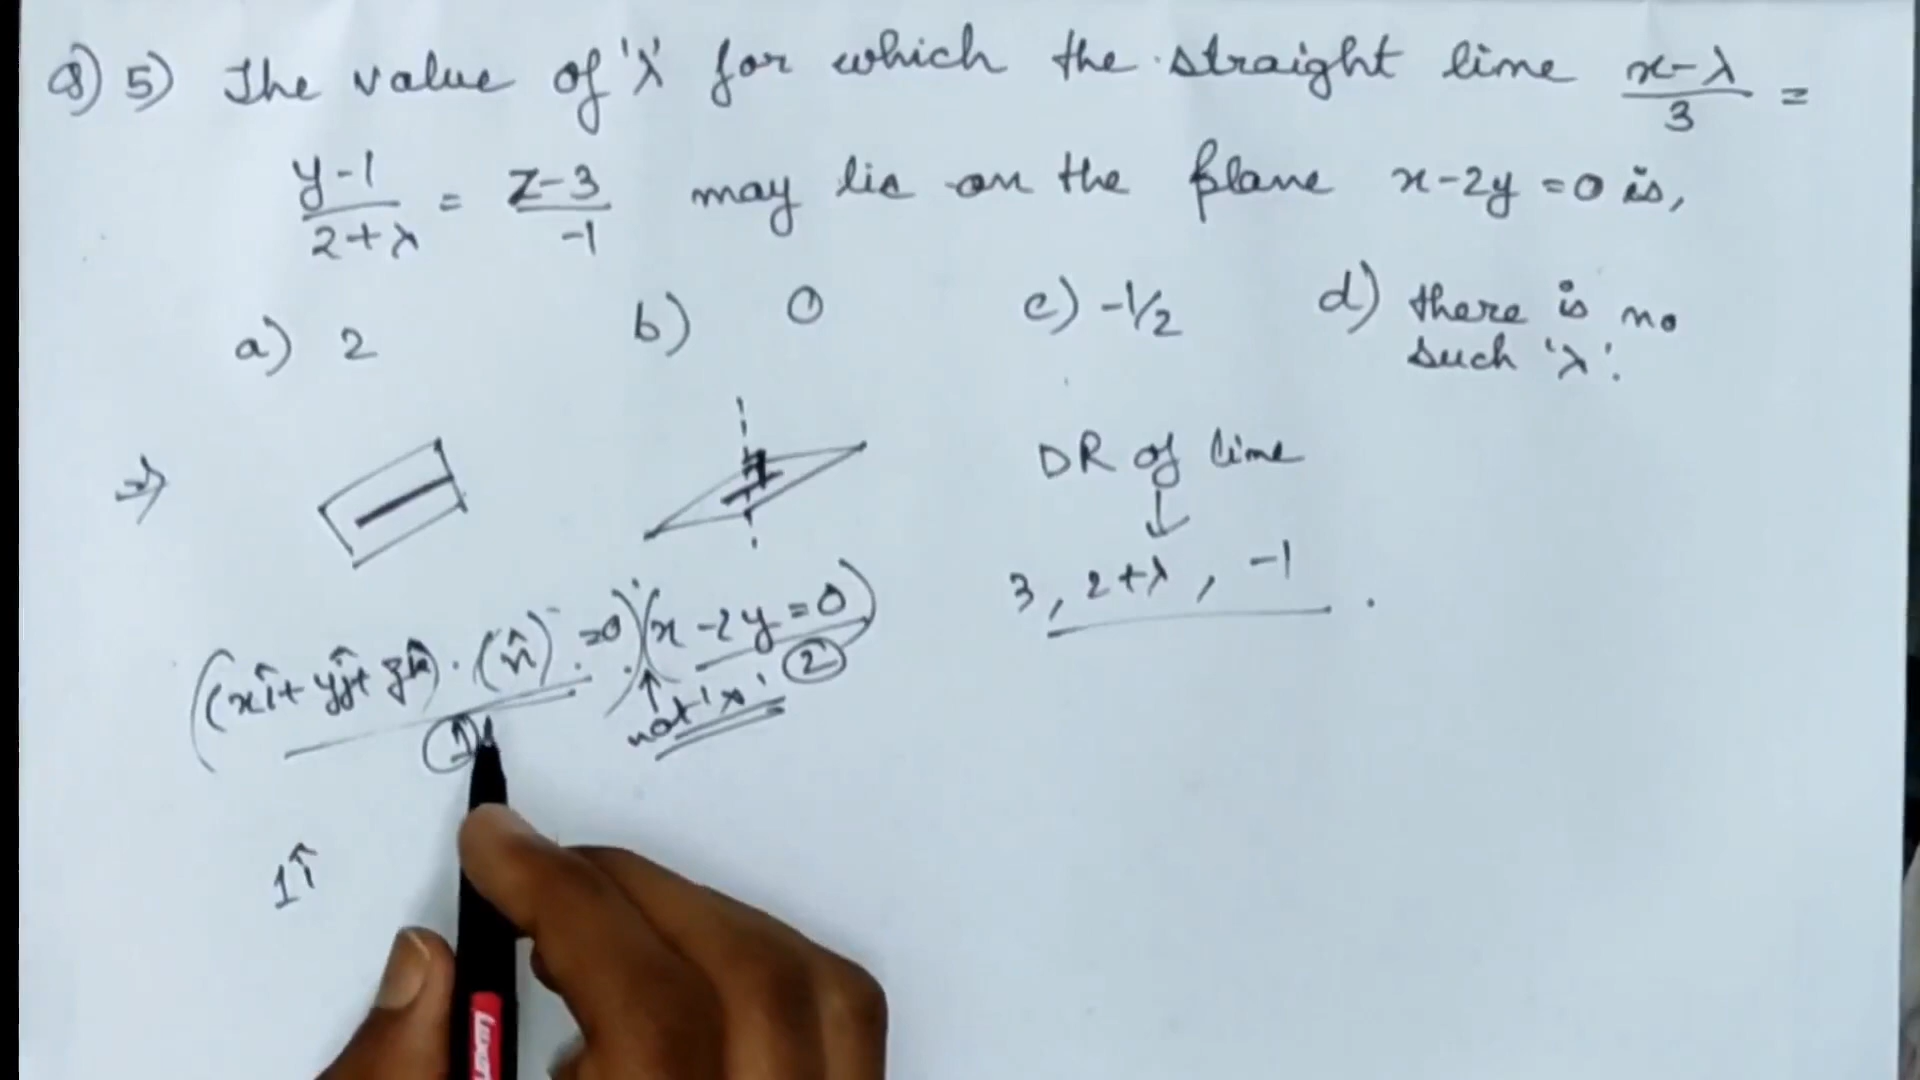 Q) 5) The value of 'λ' for which the straight line (x-λ)/3 =
(y-1)/(2+λ) = (z-3)/(-1) may lie on the plane x-2y=0 is,
a) 2 b) 0 c) -1/2 d) there is no
such 'λ'.
⇒
DR of line
↓
3, 2+λ, -1.
((xî+yĵ+zk̂)·(n̂)=0)·(x-2y=0)
① ↑ ②
not 'λ'
1î